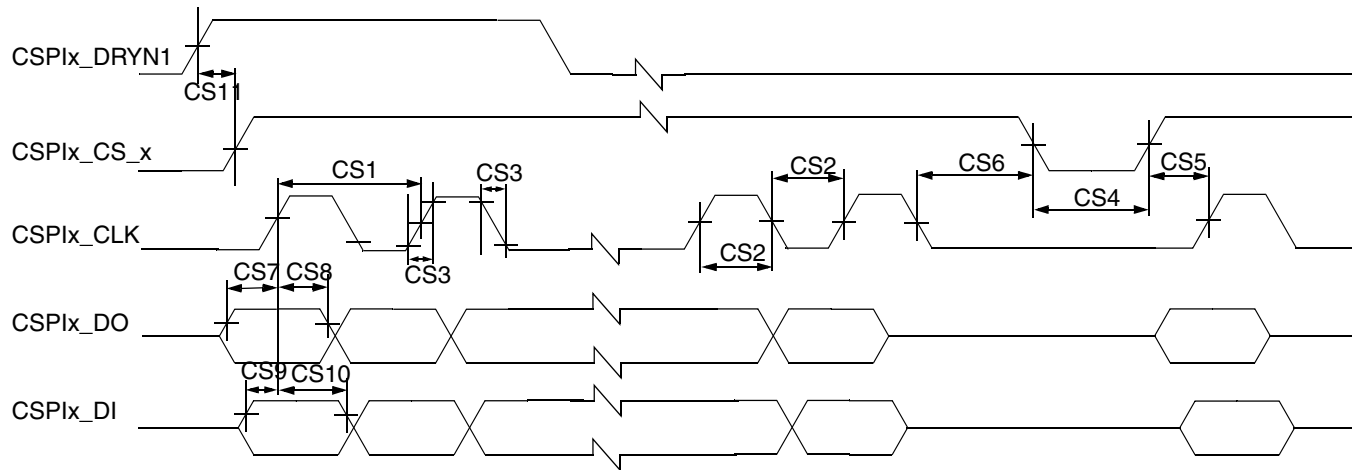 CSPIx_DRYN1
CS11
CSPIx_CS_x
CS1
CS3
CS2
CS6
CS5
CS4
CSPIx_CLK
CS3
CS2
CS7
CS8
CSPIx_DO
CS9
CS10
CSPIx_DI